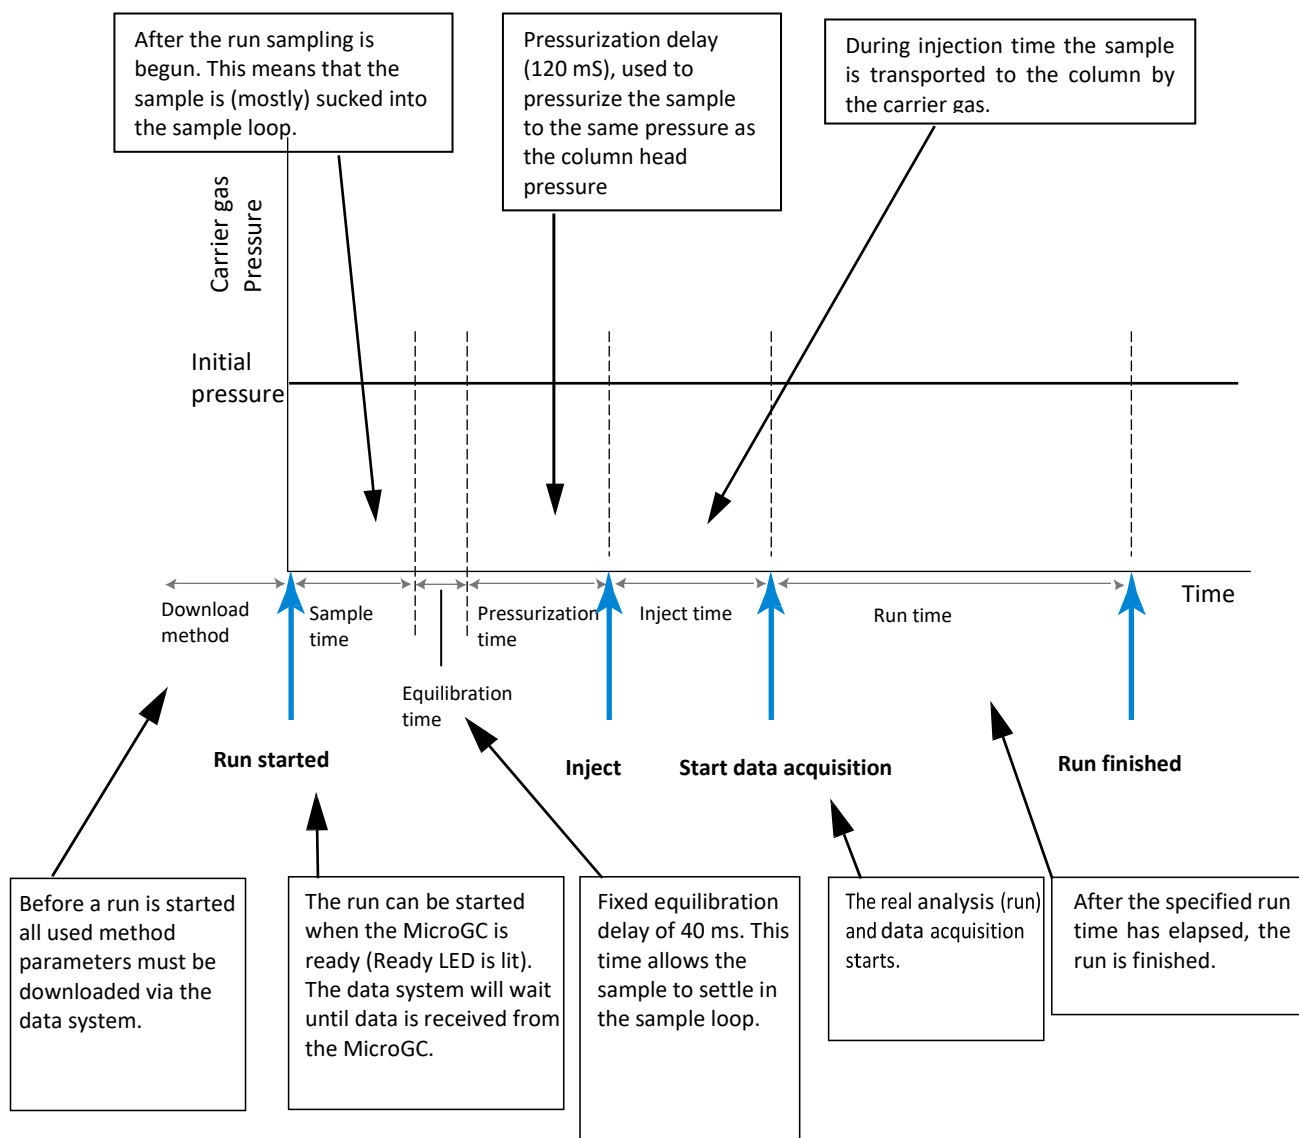 After the run sampling is
begun. This means that the
sample is (mostly) sucked into
the sample loop.
Pressurization delay
(120 mS), used to
pressurize the sample
to the same pressure as
the column head
pressure
During injection time the sample
is transported to the column by
the carrier gas.
Carrier gas
Pressure
Initial
pressure
Download
method
Sample
time
Equilibration
time
Pressurization
time
Inject time
Run time
Time
Run started
Inject
Start data acquisition
Run finished
Before a run is started
all used method
parameters must be
downloaded via the
data system.
The run can be started
when the MicroGC is
ready (Ready LED is lit).
The data system will wait
until data is received from
the MicroGC.
Fixed equilibration
delay of 40 ms. This
time allows the
sample to settle in
the sample loop.
The real analysis (run)
and data acquisition
starts.
After the specified run
time has elapsed, the
run is finished.